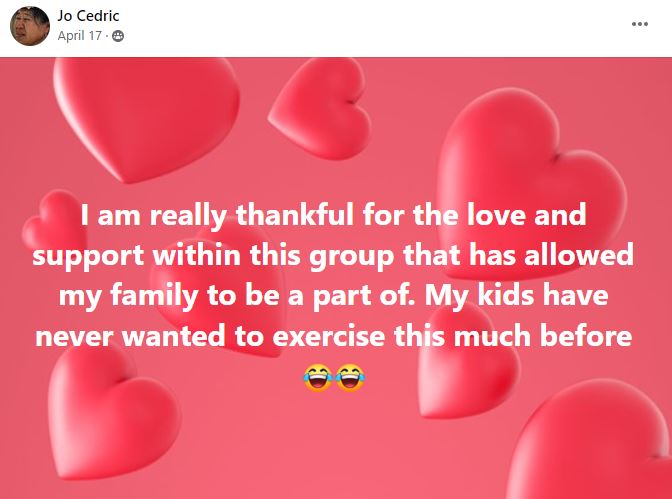 Jo Cedric
April 17 ·
I am really thankful for the love and
support within this group that has allowed
my family to be a part of. My kids have
never wanted to exercise this much before
😂😂